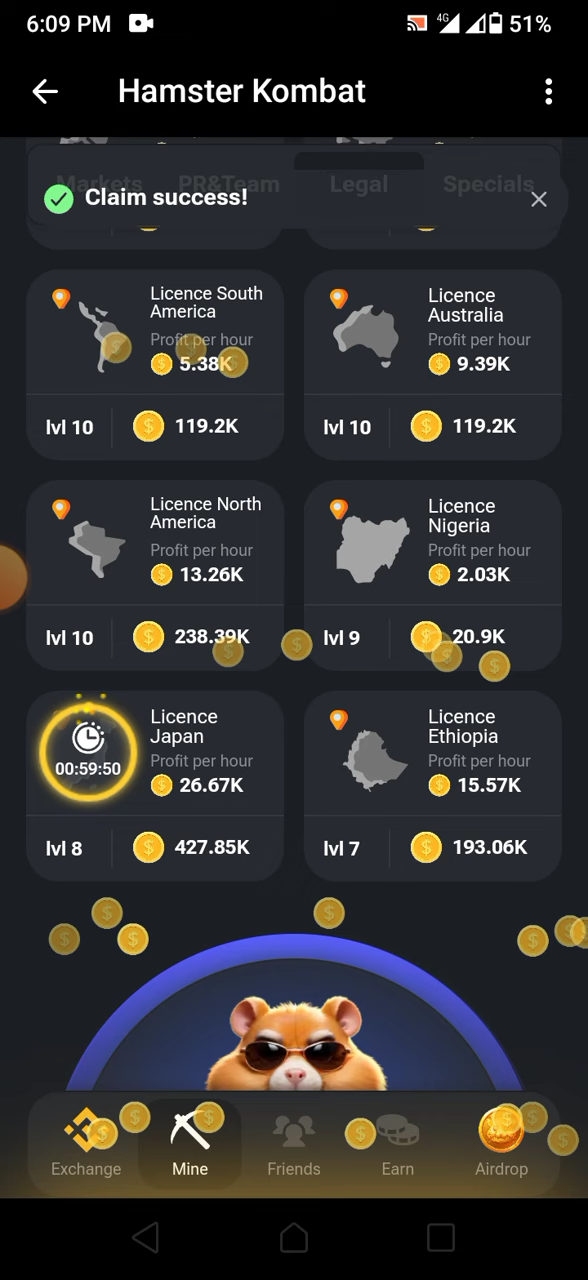 6:09 PM
4G
51%
Hamster Kombat
Markets PR&Team Legal Specials
Claim success!
Licence South
America
Profit per hour
5.38K
lvl 10
119.2K
Licence
Australia
Profit per hour
9.39K
lvl 10
119.2K
Licence North
America
Profit per hour
13.26K
lvl 10
238.39K
Licence
Nigeria
Profit per hour
2.03K
lvl 9
20.9K
00:59:50
Licence
Japan
Profit per hour
26.67K
lvl 8
427.85K
Licence
Ethiopia
Profit per hour
15.57K
lvl 7
193.06K
Exchange
Mine
Friends
Earn
Airdrop